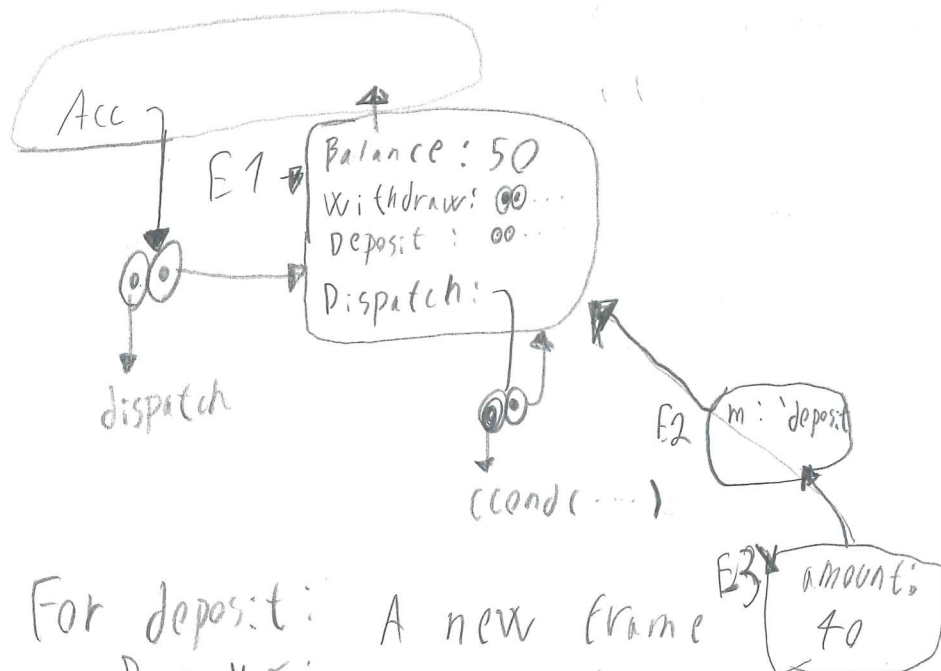 Acc
E1
Balance: 50
Withdraw: ...
Deposit: ...
Dispatch:
dispatch
E2
m: 'deposit
(cond(....)
E3
amount:
40
For deposit: A new frame